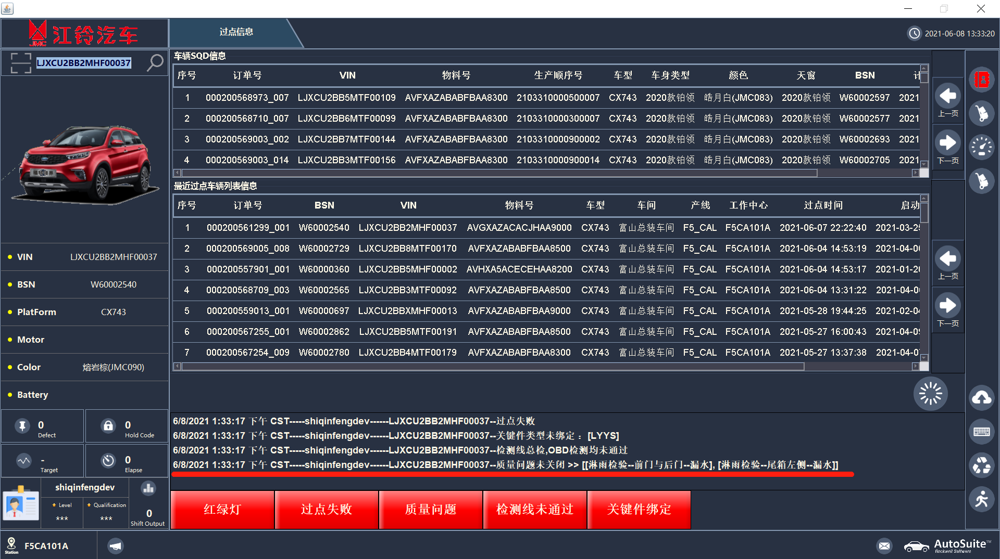 JMC 江铃汽车
过点信息
2021-06-08 13:33:20
LJXCU2BB2MHF00037
车辆SQD信息
序号 订单号 VIN 物料号 生产顺序号 车型 车身类型 颜色 天窗 BSN
1 000200568973_007 LJXCU2BB5MTF00109 AVFXAZABABFBAA8300 2103310000500007 CX743 2020款铂领 皓月白(JMC083) 2020款铂领 W60002597 2021
2 000200568710_007 LJXCU2BB6MTF00099 AVFXAZABABFBAA8300 2103310000300007 CX743 2020款铂领 皓月白(JMC083) 2020款铂领 W60002577 2021
3 000200569003_002 LJXCU2BB7MTF00144 AVFXAZABABFBAA8300 2103310000900002 CX743 2020款铂领 皓月白(JMC083) 2020款铂领 W60002693 2021
4 000200569003_014 LJXCU2BB3MTF00156 AVFXAZABABFBAA8300 2103310000900014 CX743 2020款铂领 皓月白(JMC083) 2020款铂领 W60002705 2021
上一页
下一页
最近过点车辆列表信息
序号 订单号 BSN VIN 物料号 车型 车间 产线 工作中心 过点时间 启动
1 000200561299_001 W60002540 LJXCU2BB2MHF00037 AVGXAZACACJHAA9000 CX743 富山总装车间 F5_CAL F5CA101A 2021-06-07 22:22:40 2021-03-25
2 000200569005_008 W60002729 LJXCU2BB8MTF00170 AVFXAZABABFBAA8500 CX743 富山总装车间 F5_CAL F5CA101A 2021-06-04 14:53:19 2021-04-0
3 000200557901_001 W60000360 LJXCU2BB5MHF00002 AVHXA5ACECEHAA8200 CX743 富山总装车间 F5_CAL F5CA101A 2021-06-04 14:53:17 2021-01-2
4 000200568709_003 W60002565 LJXCU2BB3MTF00092 AVFXAZABABFBAA8500 CX743 富山总装车间 F5_CAL F5CA101A 2021-06-04 13:31:22 2021-04-0
5 000200559013_001 W60000697 LJXCU2BBXMHF00013 AVFXAZABABFBAA9000 CX743 富山总装车间 F5_CAL F5CA101A 2021-05-28 19:44:25 2021-02-0
6 000200567255_001 W60002862 LJXCU2BB5MTF00191 AVFXAZABABFBAA8500 CX743 富山总装车间 F5_CAL F5CA101A 2021-05-27 16:00:43 2021-04-0
7 000200567254_009 W60002780 LJXCU2BB4MTF00179 AVFXAZABABFBAA8300 CX743 富山总装车间 F5_CAL F5CA101A 2021-05-27 13:37:38 2021-04-0
上一页
下一页
VIN LJXCU2BB2MHF00037
BSN W60002540
PlatForm CX743
Motor
Color 熔岩棕(JMC090)
Battery
0 Defect
0 Hold Code
- Target
0 Elapse
shiqinfengdev
Level
***
Qualification
***
0
Shift Output
6/8/2021 1:33:17 下午 CST-----shiqinfengdev------LJXCU2BB2MHF00037--过点失败
6/8/2021 1:33:17 下午 CST-----shiqinfengdev------LJXCU2BB2MHF00037--关键件类型未绑定 : [LYYS]
6/8/2021 1:33:17 下午 CST-----shiqinfengdev------LJXCU2BB2MHF00037--检测线总检,OBD检测均未通过
6/8/2021 1:33:17 下午 CST-----shiqinfengdev------LJXCU2BB2MHF00037--质量问题未关闭 >> [[淋雨检验--前门与后门--漏水], [淋雨检验--尾箱左侧--漏水]]
红绿灯 过点失败 质量问题 检测线未通过 关键件绑定
Station F5CA101A
AutoSuite™
Rockwell Software